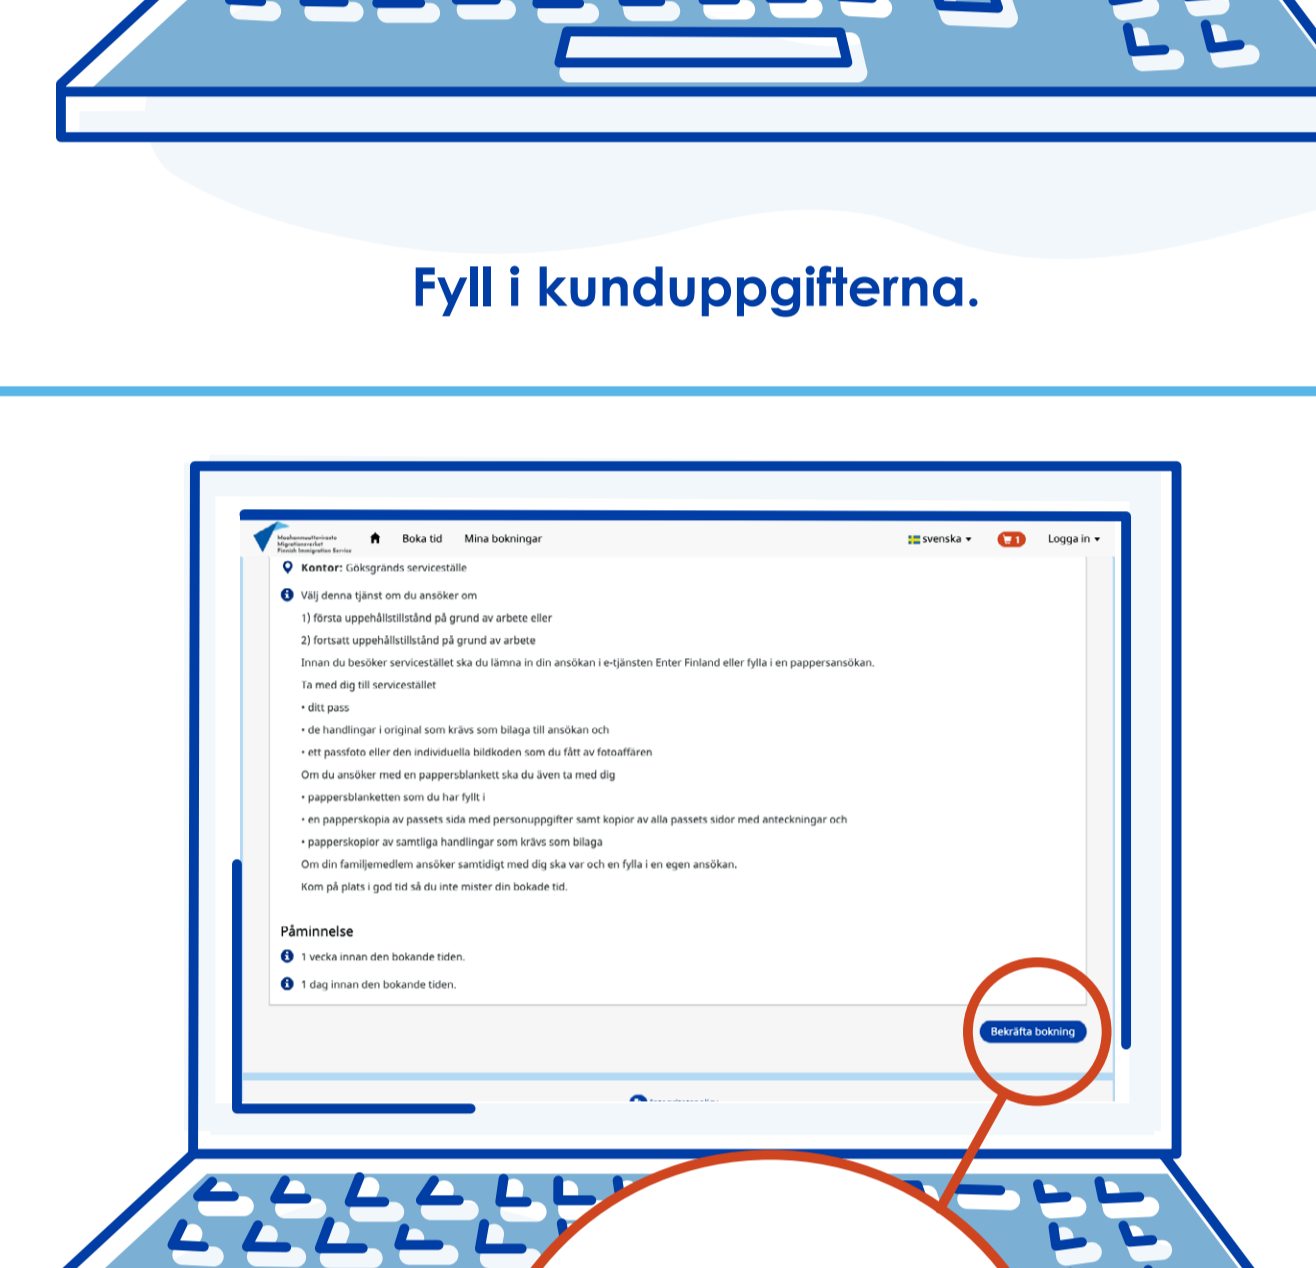 Fyll i kunduppgifterna.
Maahanmuuttovirasto
Migrationsverket
Finnish Immigration Service
Boka tid Mina bokningar svenska 1 Logga in
Kontor: Göksgränds serviceställe
Välj denna tjänst om du ansöker om
1) första uppehållstillstånd på grund av arbete eller
2) fortsatt uppehållstillstånd på grund av arbete
Innan du besöker servicestället ska du lämna in din ansökan i e-tjänsten Enter Finland eller fylla i en pappersansökan.
Ta med dig till servicestället
• ditt pass
• de handlingar i original som krävs som bilaga till ansökan och
• ett passfoto eller den individuella bildkoden som du fått av fotoaffären
Om du ansöker med en pappersblankett ska du även ta med dig
• pappersblanketten som du har fyllt i
• en papperskopia av passets sida med personuppgifter samt kopior av alla passets sidor med anteckningar och
• papperskopior av samtliga handlingar som krävs som bilaga
Om din familjemedlem ansöker samtidigt med dig ska var och en fylla i en egen ansökan.
Kom på plats i god tid så du inte mister din bokade tid.
Påminnelse
1 vecka innan den bokande tiden.
1 dag innan den bokande tiden.
Bekräfta bokning